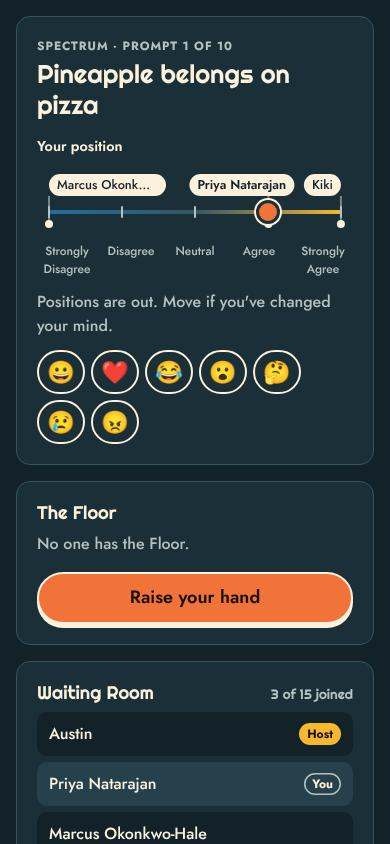 SPECTRUM · PROMPT 1 OF 10
Pineapple belongs on
pizza
Your position
Marcus Okonk...
Priya Natarajan
Kiki
Strongly Disagree
Disagree
Neutral
Agree
Strongly Agree
Positions are out. Move if you've changed
your mind.
The Floor
No one has the Floor.
Raise your hand
Waiting Room
3 of 15 joined
Austin
Host
Priya Natarajan
You
Marcus Okonkwo-Hale